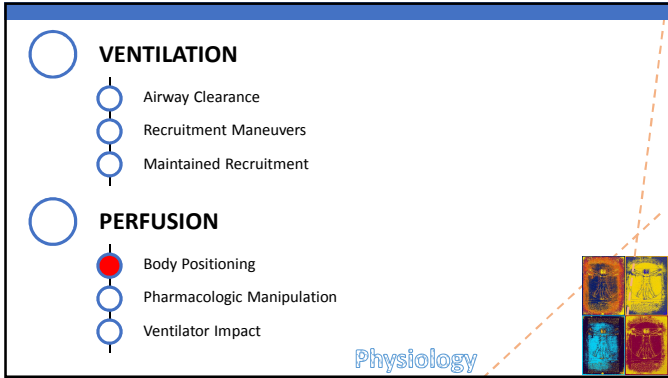 VENTILATION
Airway Clearance
Recruitment Maneuvers
Maintained Recruitment
PERFUSION
Body Positioning
Pharmacologic Manipulation
Ventilator Impact
Physiology